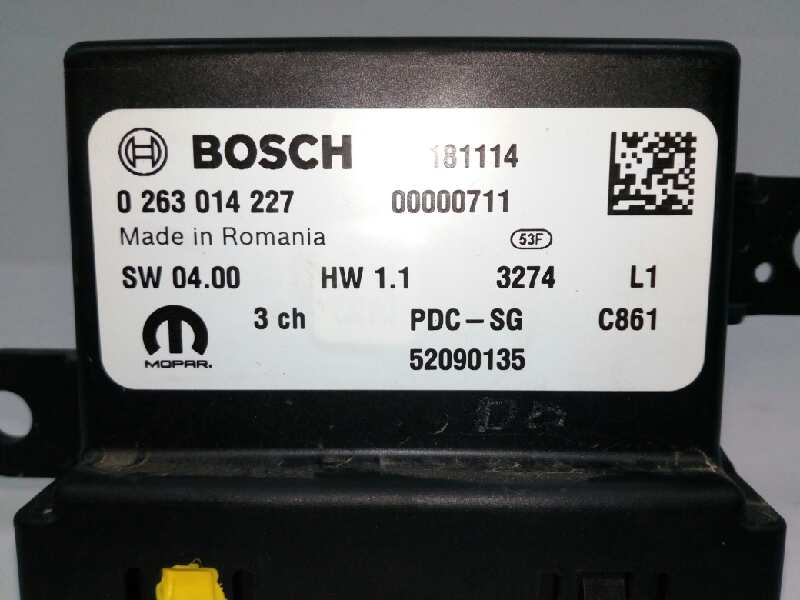 BOSCH 181114
0 263 014 227 00000711
Made in Romania 53F
SW 04.00 HW 1.1 3274 L1
3 ch PDC-SG C861
MOPAR. 52090135